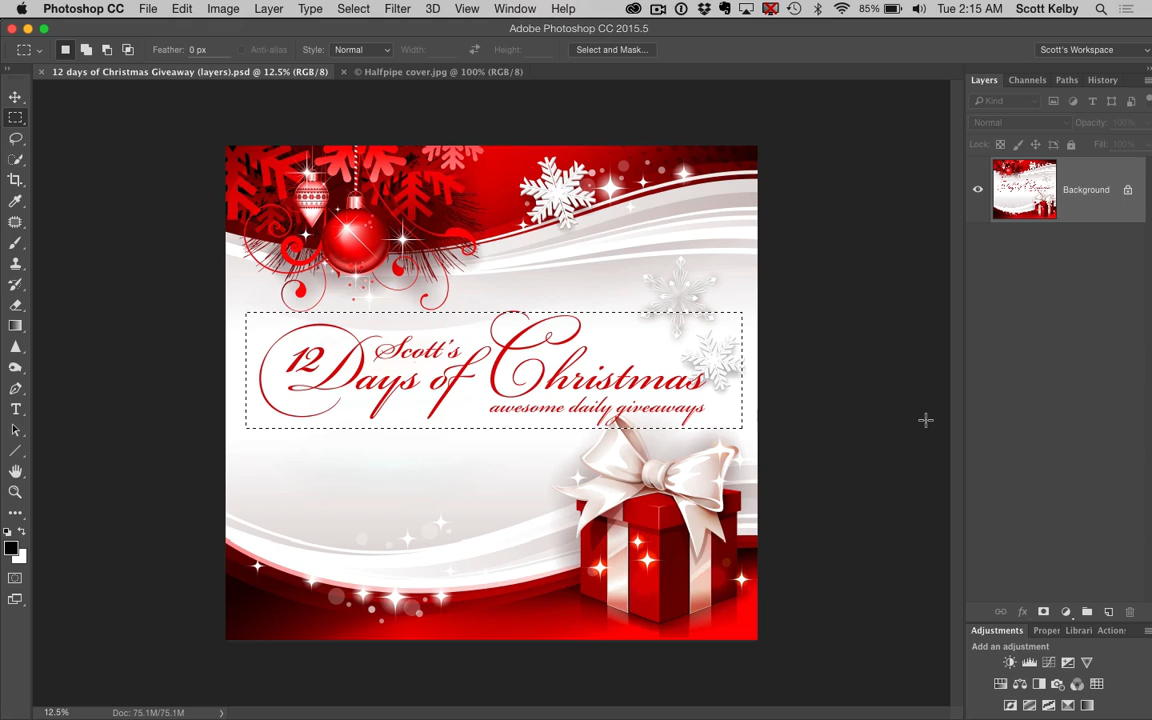 Photoshop CC File Edit Image Layer Type Select Filter 3D View Window Help 85% Tue 2:15 AM Scott Kelby
Adobe Photoshop CC 2015.5
Feather: 0 px Anti-alias Style: Normal Width: Height: Select and Mask... Scott's Workspace
12 days of Christmas Giveaway (layers).psd @ 12.5% (RGB/8) © Halfpipe cover.jpg @ 100% (RGB/8)
Layers Channels Paths History
Kind
Normal Opacity: 100%
Lock: Fill: 100%
Background
Scott's
12 Days of Christmas
awesome daily giveaways
Adjustments Proper Librari Action:
Add an adjustment
12.5% Doc: 75.1M/75.1M